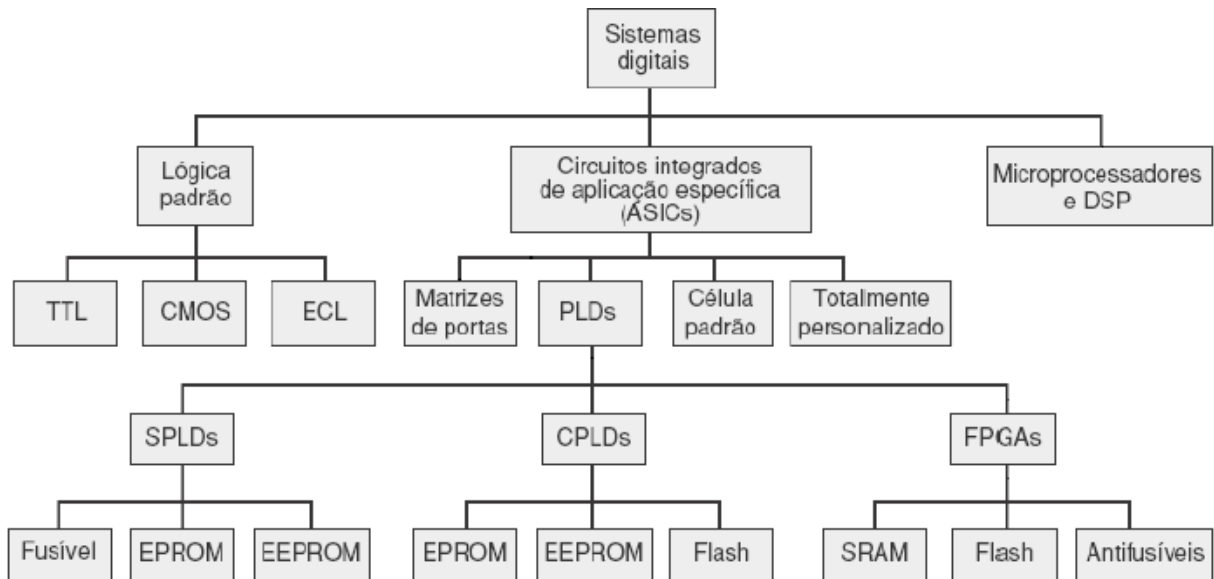 Sistemas
digitais
Lógica
padrão
Circuitos integrados
de aplicação específica
(ASICs)
Microprocessadores
e DSP
TTL
CMOS
ECL
Matrizes
de portas
PLDs
Célula
padrão
Totalmente
personalizado
SPLDs
CPLDs
FPGAs
Fusível
EPROM
EEPROM
EPROM
EEPROM
Flash
SRAM
Flash
Antifusíveis